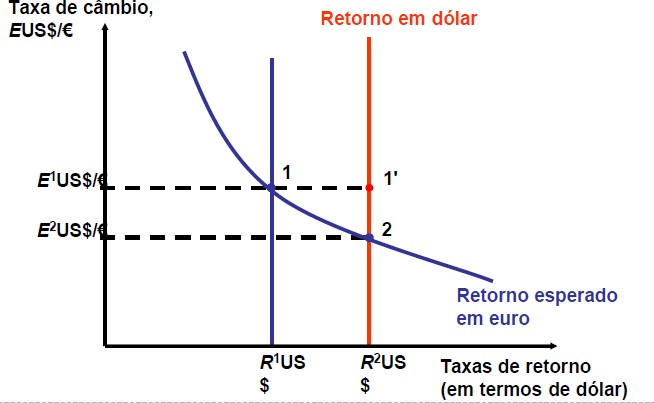 Taxa de câmbio,
EUS$/€
Retorno em dólar
E¹US$/€
1
1'
E²US$/€
2
Retorno esperado
em euro
R¹US
$
R²US
$
Taxas de retorno
(em termos de dólar)